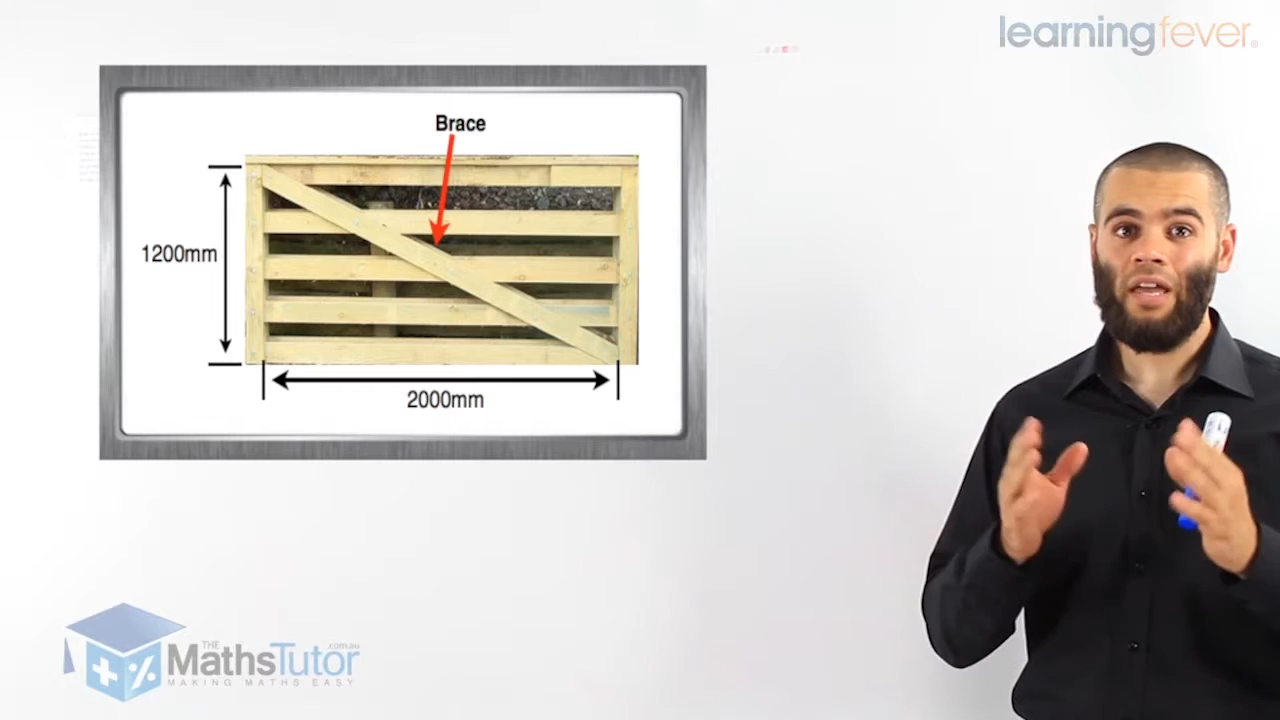 learningfever
Brace
1200mm
2000mm
THE
MathsTutor
.com.au
MAKING MATHS EASY